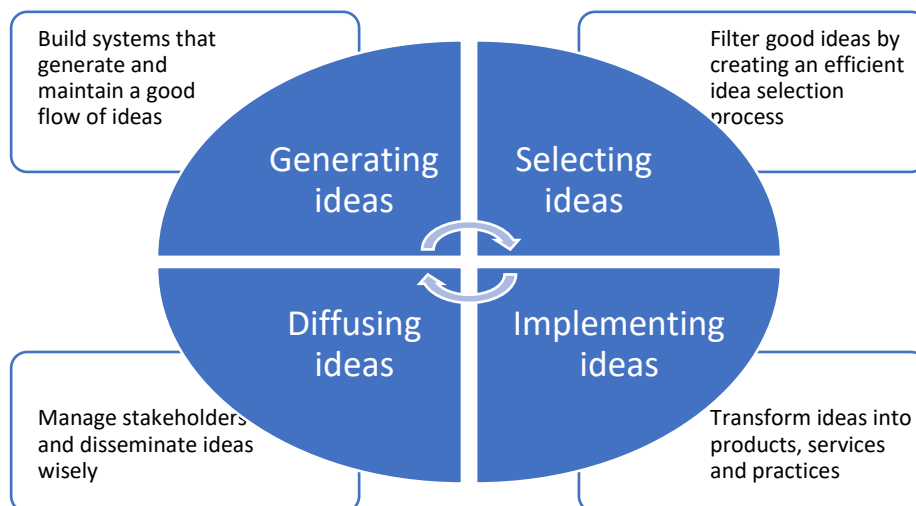 Build systems that
generate and
maintain a good
flow of ideas
Filter good ideas by
creating an efficient
idea selection
process
Generating
ideas
Selecting
ideas
Diffusing
ideas
Implementing
ideas
Manage stakeholders
and disseminate ideas
wisely
Transform ideas into
products, services
and practices